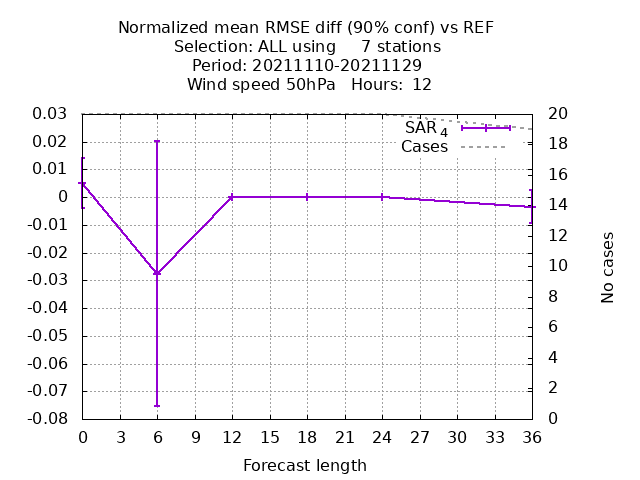 Normalized mean RMSE diff (90% conf) vs REF
Selection: ALL using     7 stations
Period: 20211110-20211129
Wind speed 50hPa   Hours:  12
0.03
0.02
0.01
0
-0.01
-0.02
-0.03
-0.04
-0.05
-0.06
-0.07
-0.08
SAR 4
Cases
20
18
16
14
12
10
8
6
4
2
0
No cases
0 3 6 9 12 15 18 21 24 27 30 33 36
Forecast length